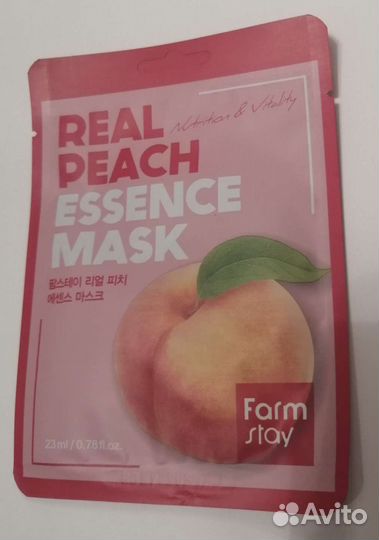 REAL
Nutrition & Vitality
PEACH
ESSENCE
MASK
팜스테이 리얼 피치
에센스 마스크
Farm
stay
23ml / 0.78fl.oz.
Avito